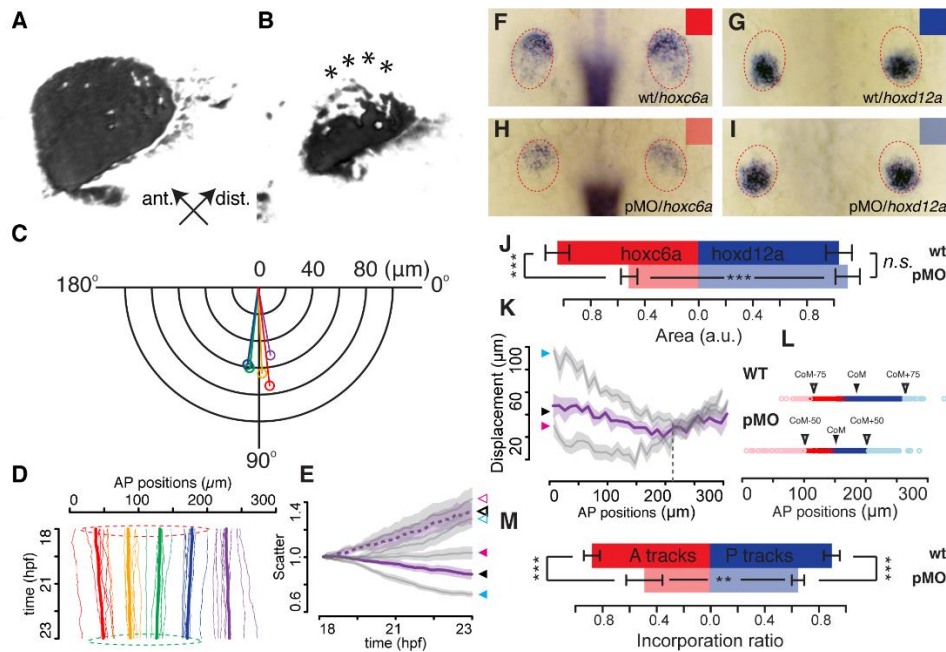 A
B
* * * *
ant.
dist.
F
wt/hoxc6a
G
wt/hoxd12a
H
pMO/hoxc6a
I
pMO/hoxd12a
C
0 40 80 (μm)
180° 0°
90°
J
hoxc6a hoxd12a
wt
pMO
***
***
n.s.
0.8 0.4 0.0 0.4 0.8
Area (a.u.)
K
Displacement (μm)
20 60 100
0 100 200 300
AP positions (μm)
L
WT
CoM-75 CoM CoM+75
pMO
CoM-50 CoM CoM+50
0 100 200 300
AP positions (μm)
D
AP positions (μm)
0 100 200 300
time (hpf)
18 21 23
E
Scatter
0.6 1.0 1.4
18 21 23
time (hpf)
M
A tracks P tracks
wt
pMO
***
**
***
0.8 0.4 0.0 0.4 0.8
Incorporation ratio